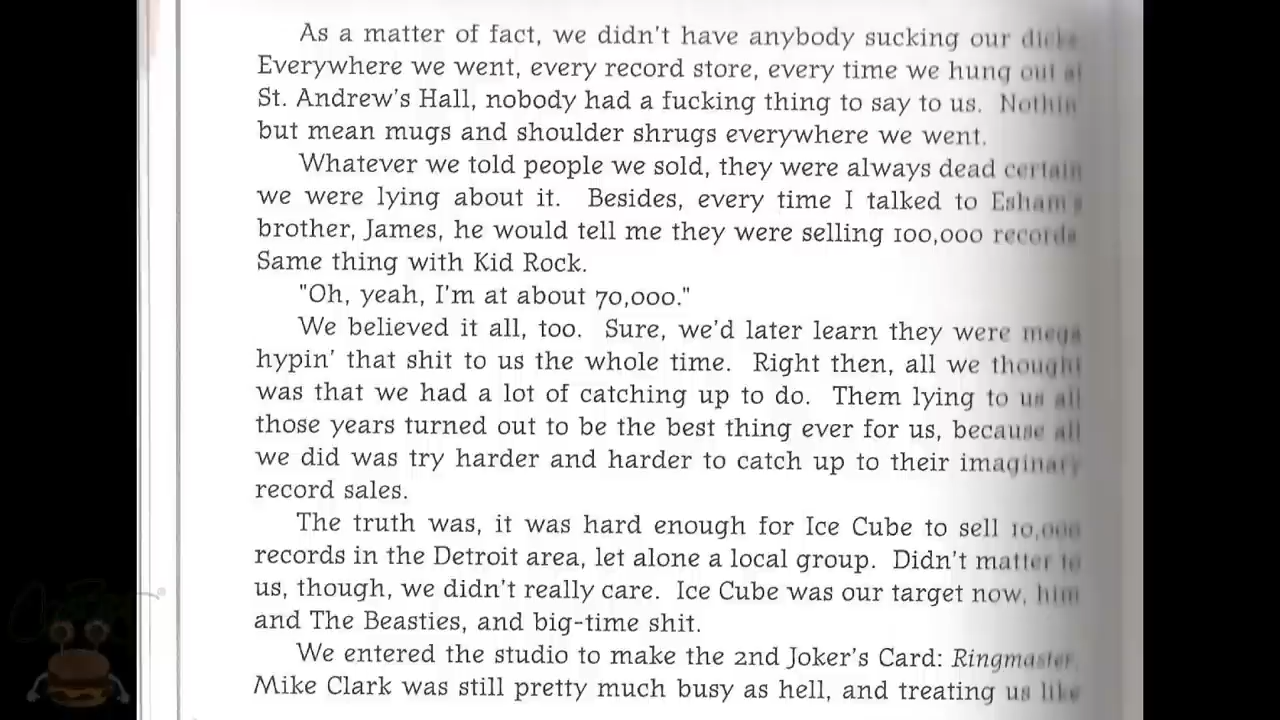 As a matter of fact, we didn't have anybody sucking our dicks
Everywhere we went, every record store, every time we hung out at
St. Andrew's Hall, nobody had a fucking thing to say to us.  Nothin
but mean mugs and shoulder shrugs everywhere we went.
Whatever we told people we sold, they were always dead certain
we were lying about it.  Besides, every time I talked to Esham's
brother, James, he would tell me they were selling 100,000 records
Same thing with Kid Rock.
"Oh, yeah, I'm at about 70,000."
We believed it all, too.  Sure, we'd later learn they were mega
hypin' that shit to us the whole time.  Right then, all we thought
was that we had a lot of catching up to do.  Them lying to us all
those years turned out to be the best thing ever for us, because all
we did was try harder and harder to catch up to their imaginary
record sales.
The truth was, it was hard enough for Ice Cube to sell 10,000
records in the Detroit area, let alone a local group.  Didn't matter to
us, though, we didn't really care.  Ice Cube was our target now, him
and The Beasties, and big-time shit.
We entered the studio to make the 2nd Joker's Card: Ringmaster.
Mike Clark was still pretty much busy as hell, and treating us like